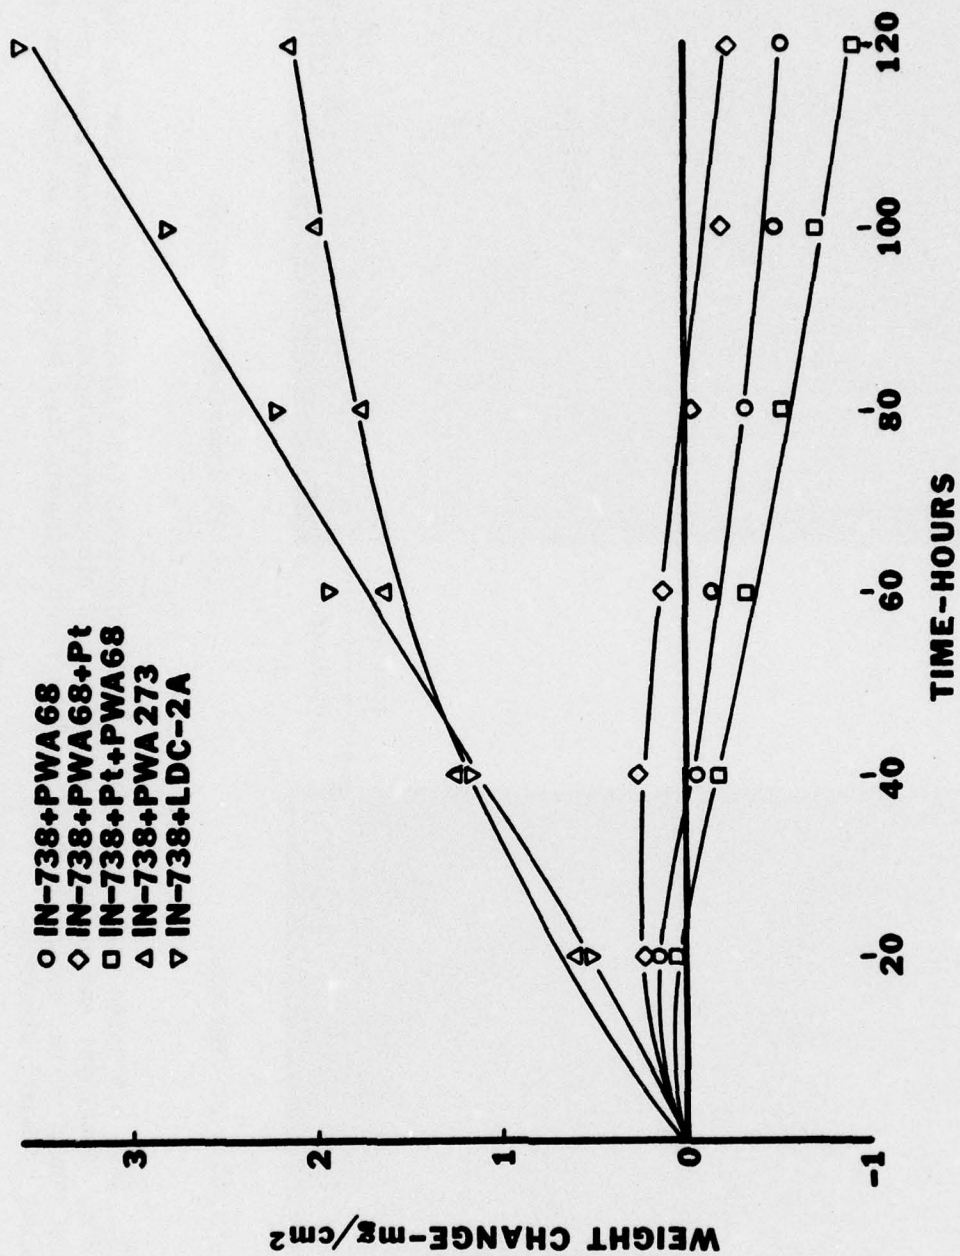 IN-738+PWA68
IN-738+PWA68+Pt
IN-738+Pt+PWA68
IN-738+PWA273
IN-738+LDC-2A
WEIGHT CHANGE-mg/cm²
3
2
1
0
-1
20
40
60
80
100
120
TIME-HOURS